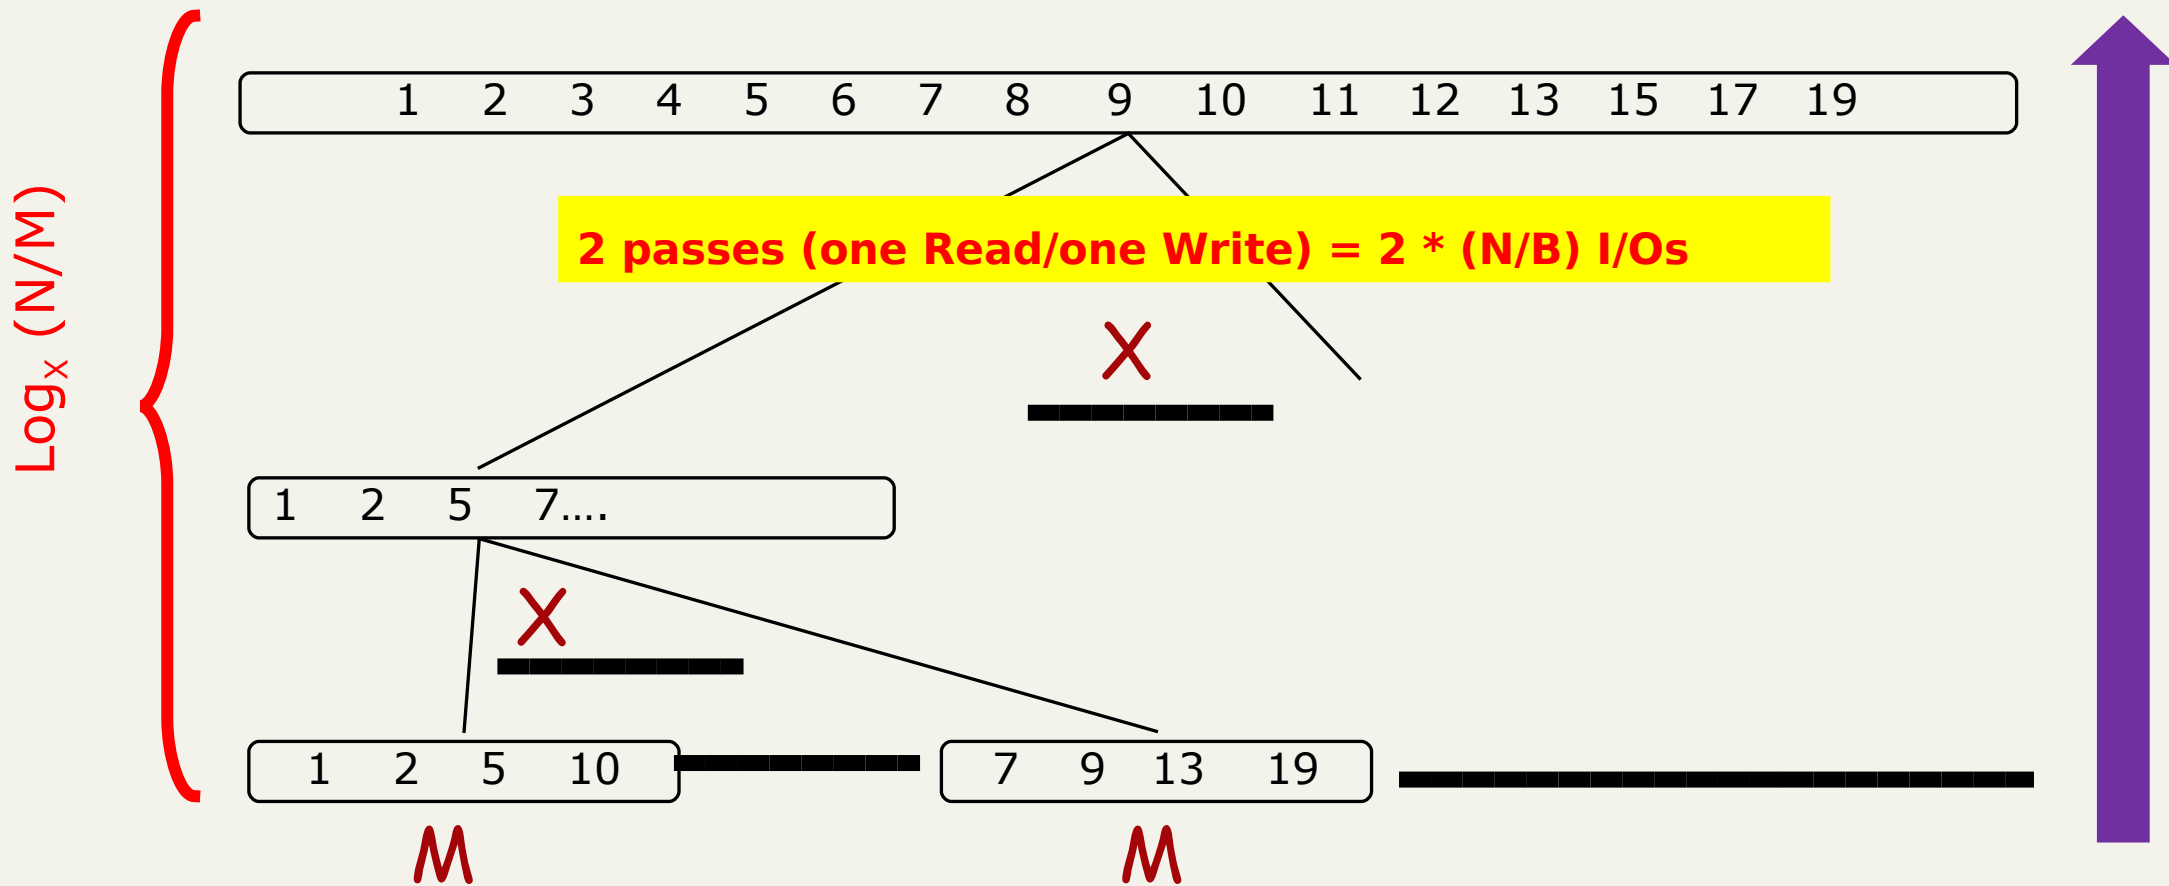 Log_X (N/M)
1 2 3 4 5 6 7 8 9 10 11 12 13 15 17 19
2 passes (one Read/one Write) = 2 * (N/B) I/Os
X
1 2 5 7....
X
1 2 5 10
7 9 13 19
M
M